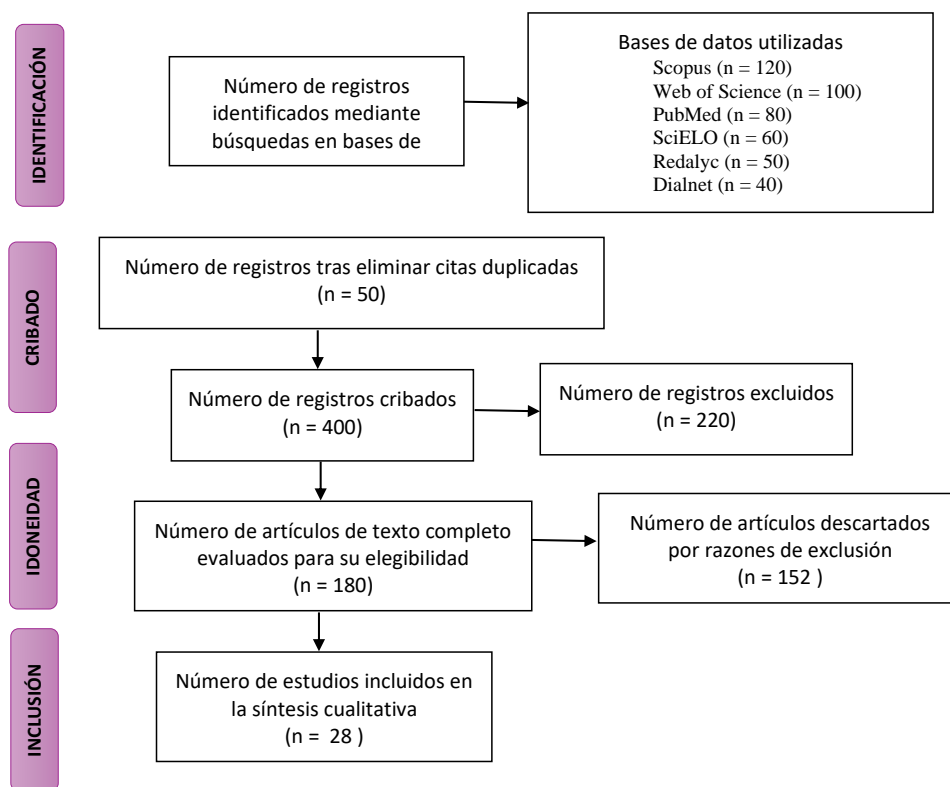 IDENTIFICACIÓN
Número de registros
identificados mediante
búsquedas en bases de
Bases de datos utilizadas
Scopus (n = 120)
Web of Science (n = 100)
PubMed (n = 80)
SciELO (n = 60)
Redalyc (n = 50)
Dialnet (n = 40)
CRIBADO
Número de registros tras eliminar citas duplicadas
(n = 50)
Número de registros cribados
(n = 400)
Número de registros excluidos
(n = 220)
IDONEIDAD
Número de artículos de texto completo
evaluados para su elegibilidad
(n = 180)
Número de artículos descartados
por razones de exclusión
(n = 152 )
INCLUSIÓN
Número de estudios incluidos en
la síntesis cualitativa
(n = 28 )